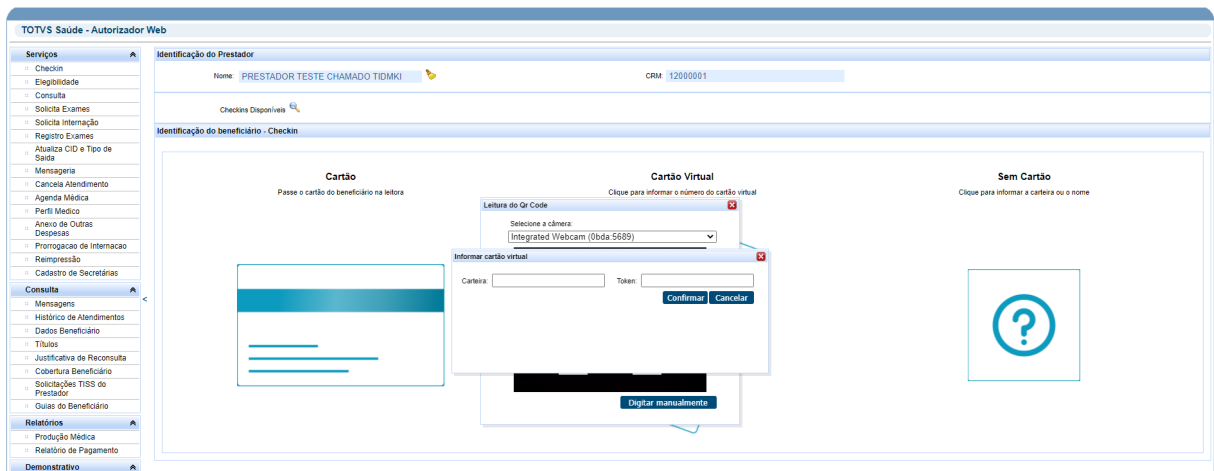 TOTVS Saúde - Autorizador Web
Serviços
Checkin
Elegibilidade
Consulta
Solicita Exames
Solicita Internação
Registro Exames
Atualiza CID e Tipo de
Saida
Mensageria
Cancela Atendimento
Agenda Médica
Perfil Medico
Anexo de Outras
Despesas
Prorrogacao de Internacao
Reimpressão
Cadastro de Secretárias
Consulta
Mensagens
Histórico de Atendimentos
Dados Beneficiário
Títulos
Justificativa de Reconsulta
Cobertura Beneficiário
Solicitações TISS do
Prestador
Guias do Beneficiário
Relatórios
Produção Médica
Relatório de Pagamento
Demonstrativo
<
Identificação do Prestador
Nome: PRESTADOR TESTE CHAMADO TIDMKI
CRM: 12000001
Checkins Disponíveis
Identificação do beneficiário - Checkin
Cartão
Passe o cartão do beneficiário na leitora
Cartão Virtual
Clique para informar o número do cartão virtual
Sem Cartão
Clique para informar a carteira ou o nome
Leitura do Qr Code
Selecione a câmera:
Integrated Webcam (0bda:5689)
Informar cartão virtual
Carteira: Token:
Confirmar Cancelar
Digitar manualmente
?